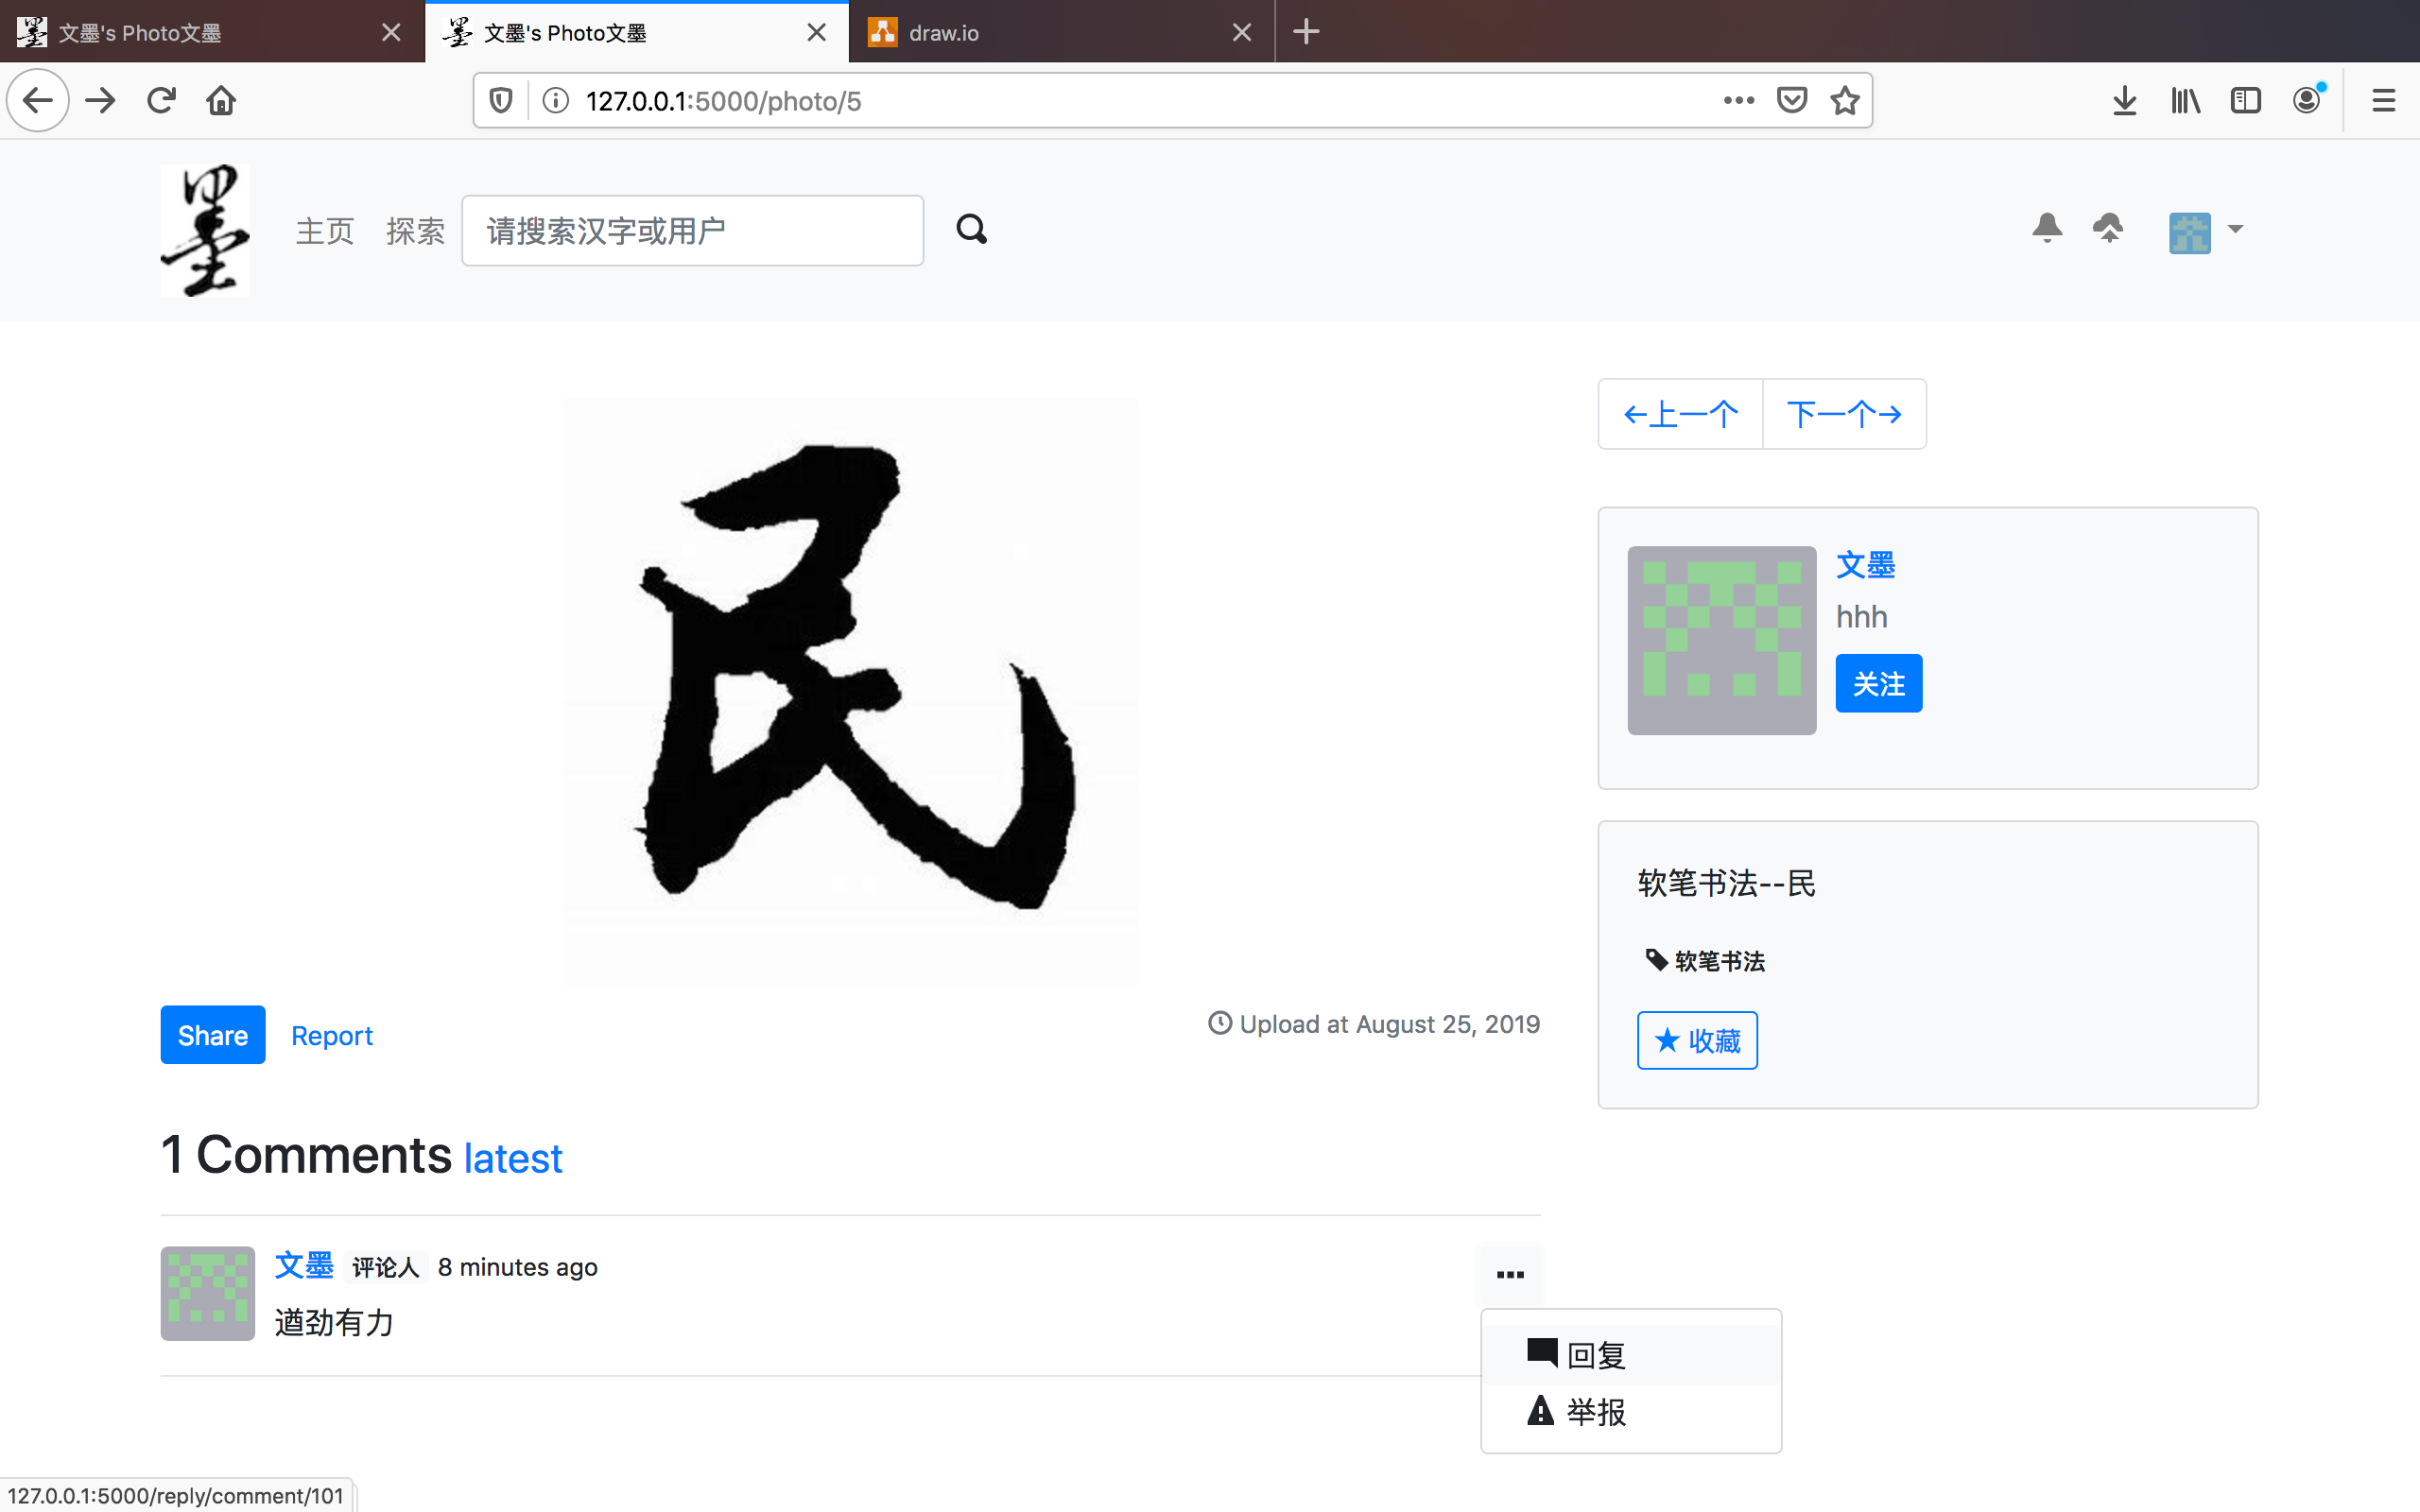 文墨's Photo文墨
文墨's Photo文墨
draw.io
127.0.0.1:5000/photo/5
墨
主页
探索
请搜索汉字或用户
民
←上一个
下一个→
文墨
hhh
关注
软笔书法--民
软笔书法
★ 收藏
Share
Report
Upload at August 25, 2019
1 Comments latest
文墨 评论人 8 minutes ago
遒劲有力
回复
举报
127.0.0.1:5000/reply/comment/101